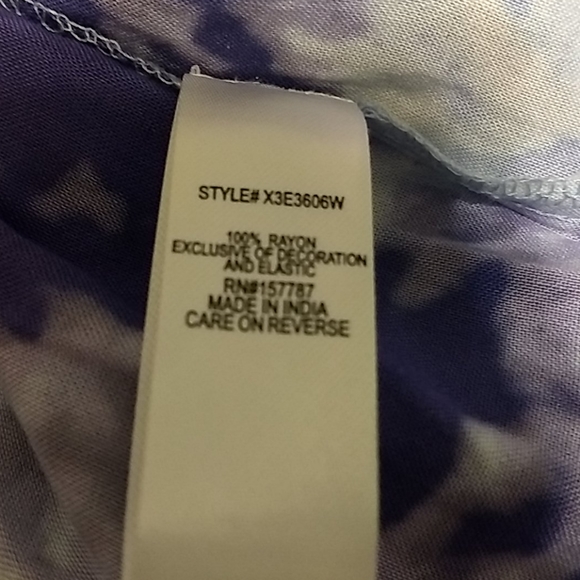 STYLE# X3E3606W
100% RAYON
EXCLUSIVE OF DECORATION
AND ELASTIC
RN#157787
MADE IN INDIA
CARE ON REVERSE